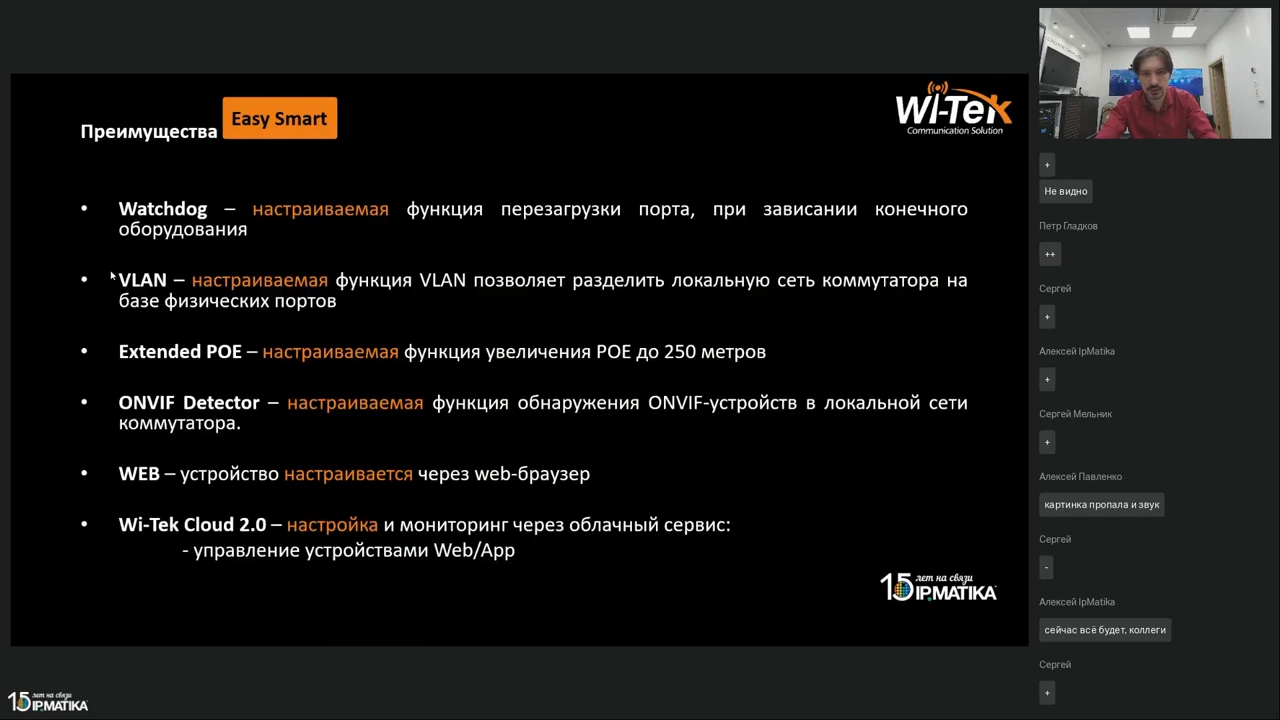 Преимущества Easy Smart
Wi-Tek
Communication Solution
• Watchdog – настраиваемая функция перезагрузки порта, при зависании конечного
оборудования
• VLAN – настраиваемая функция VLAN позволяет разделить локальную сеть коммутатора на
базе физических портов
• Extended POE – настраиваемая функция увеличения POE до 250 метров
• ONVIF Detector – настраиваемая функция обнаружения ONVIF-устройств в локальной сети
коммутатора.
• WEB – устройство настраивается через web-браузер
• Wi-Tek Cloud 2.0 – настройка и мониторинг через облачный сервис:
- управление устройствами Web/App
15 лет на связи
IPMATIKA
15 лет на связи
IPMATIKA
+
Не видно
Петр Гладков
++
Сергей
+
Алексей IpMatika
+
Сергей Мельник
+
Алексей Павленко
картинка пропала и звук
Сергей
-
Алексей IpMatika
сейчас всё будет, коллеги
Сергей
+